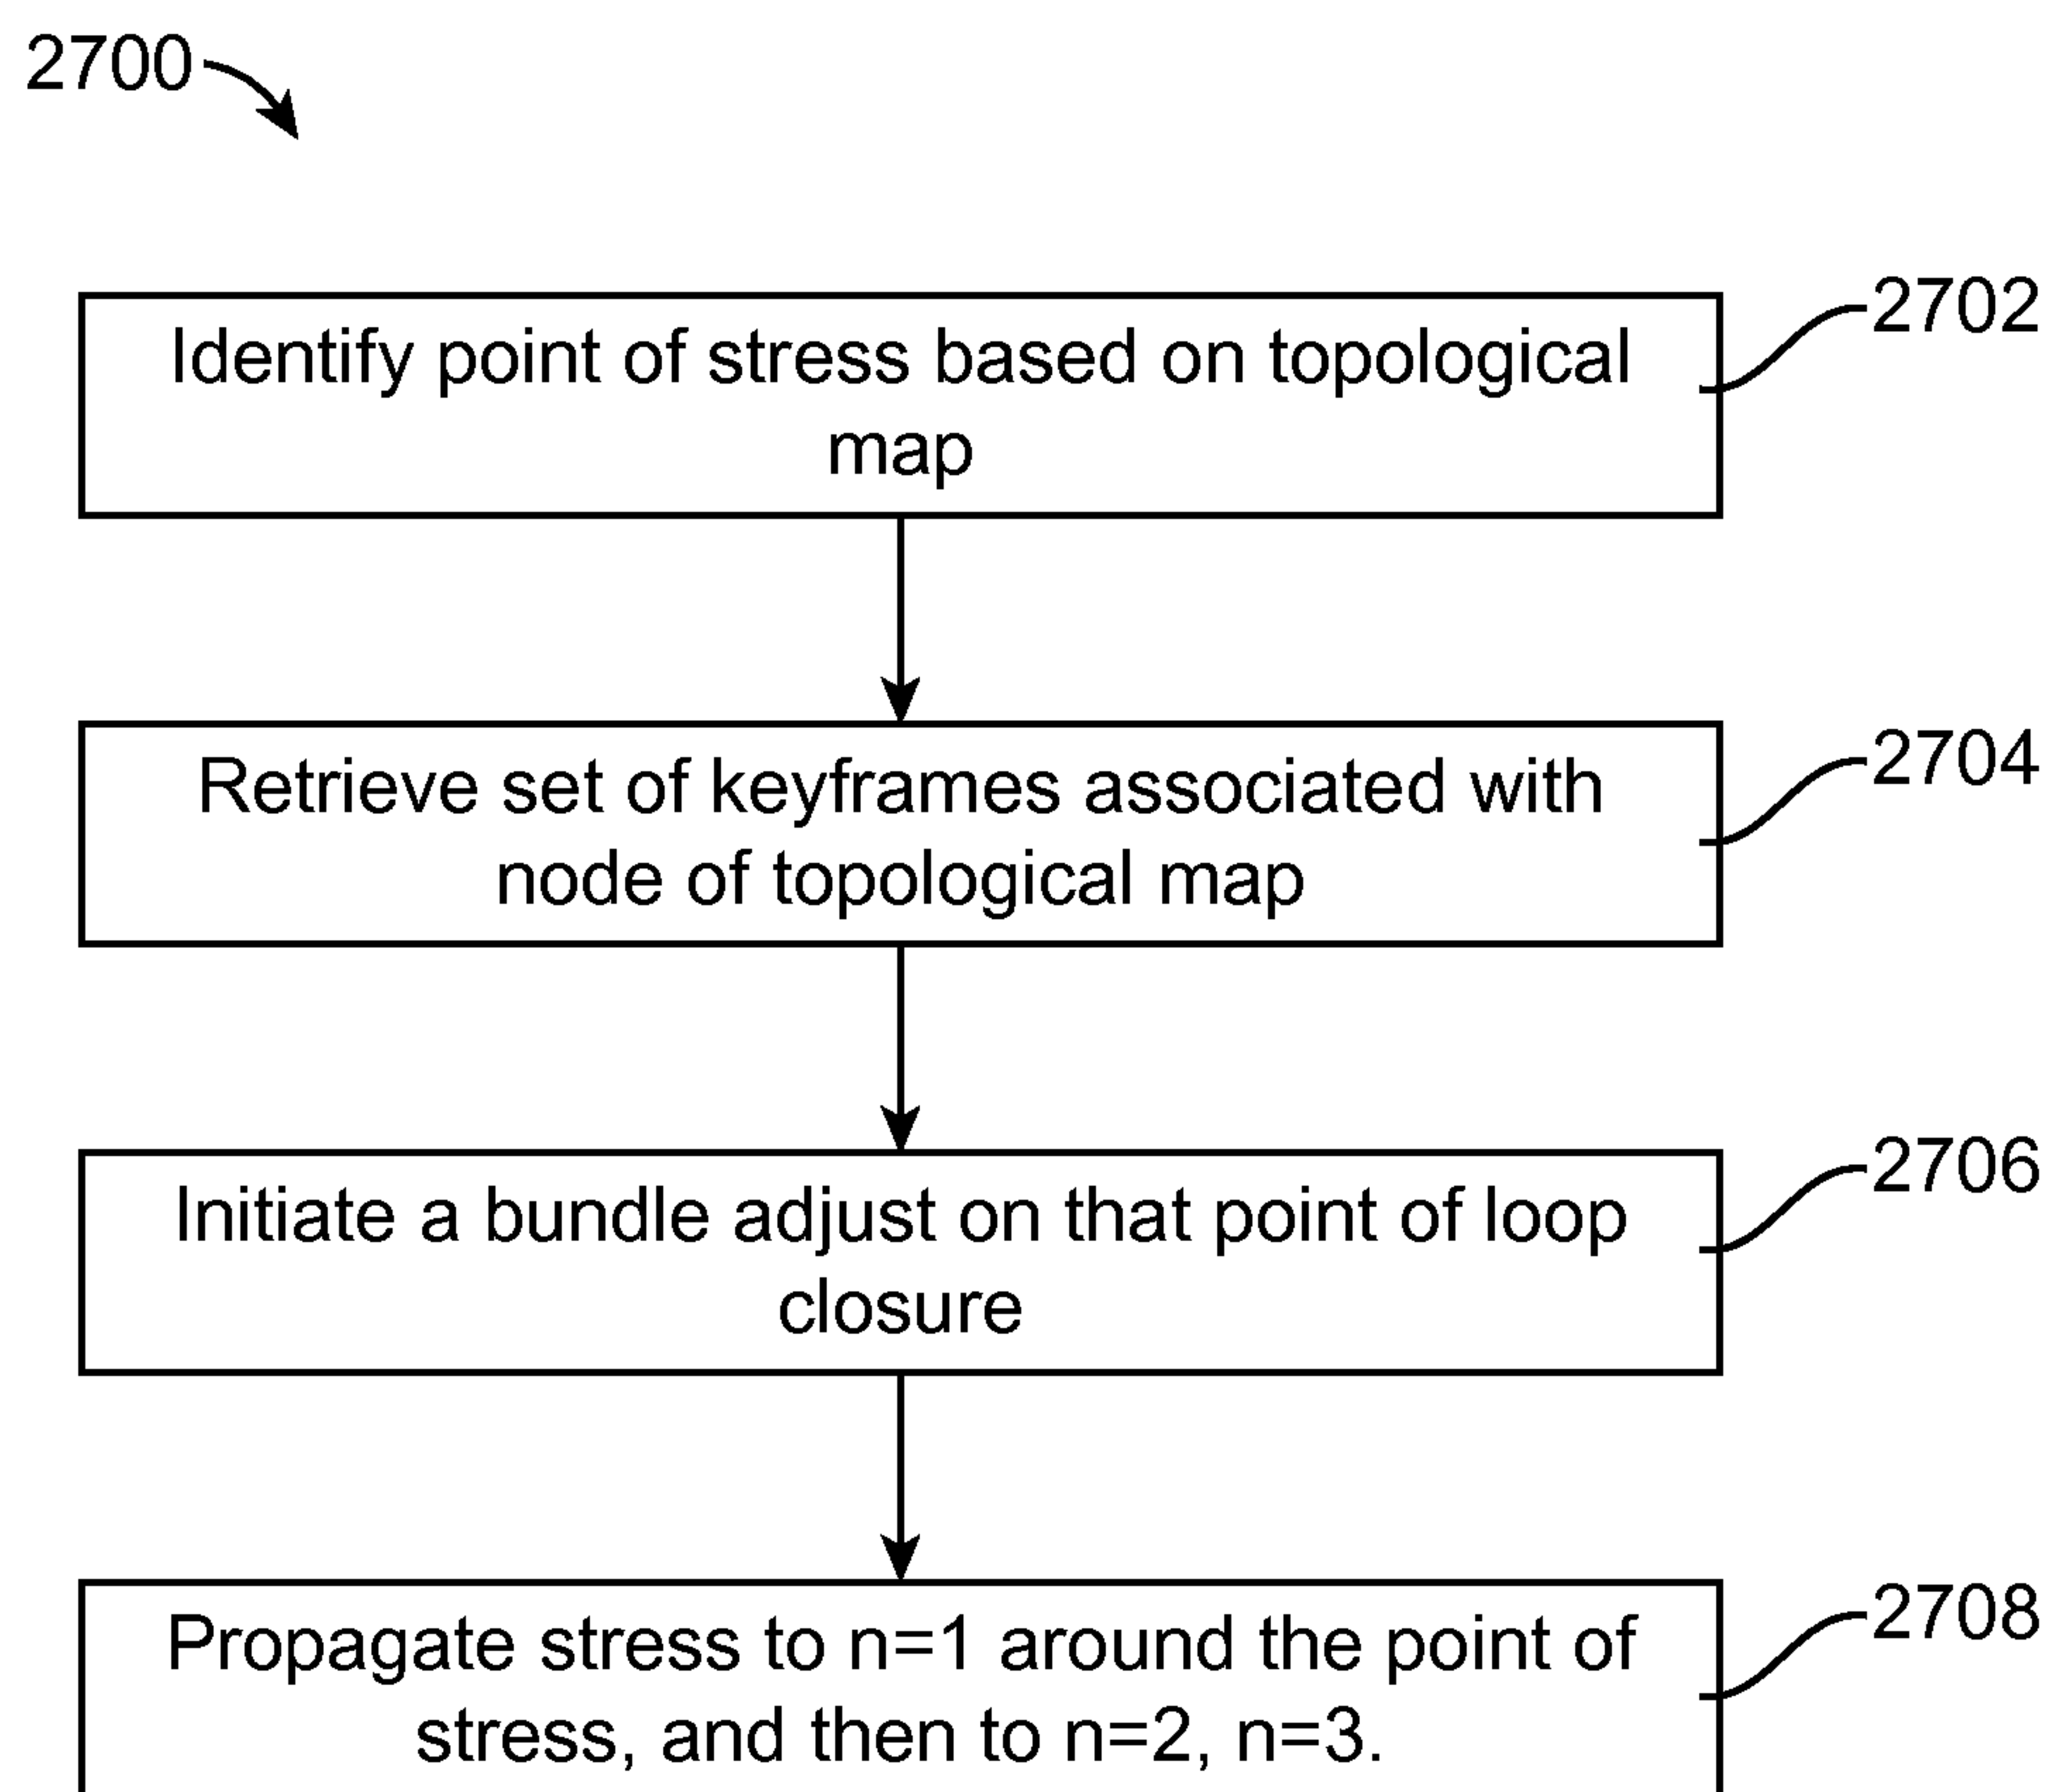 2700
2702
Identify point of stress based on topological
map
2704
Retrieve set of keyframes associated with
node of topological map
2706
Initiate a bundle adjust on that point of loop
closure
2708
Propagate stress to n=1 around the point of
stress, and then to n=2, n=3.